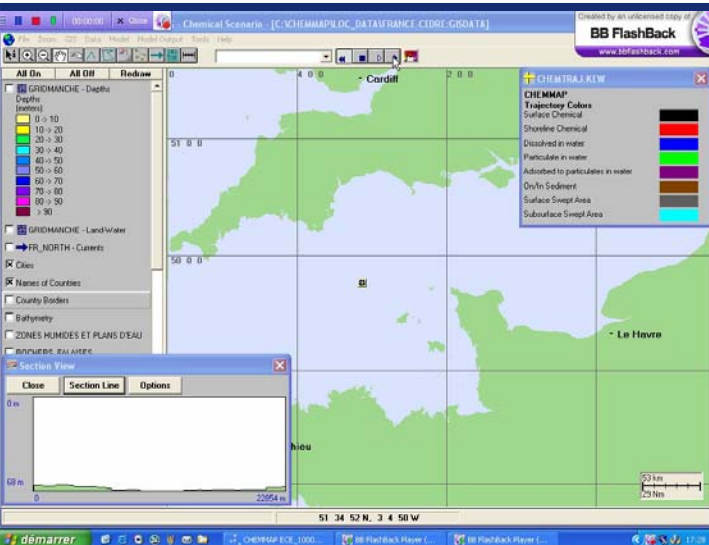 00:00:00 Close - Chemical Scenario - [C:\CHEMMAP\LOC_DATA\FRANCE.CEDRE:GISDATA]
Created by an unlicensed copy of
BB FlashBack
www.bbflashback.com
File Zoom GIS Data Model Model Output Tools Help
All On All Off Redraw
GRIDMANCHE - Depths
Depths
(meters)
0 -> 10
10 -> 20
20 -> 30
30 -> 40
40 -> 50
50 -> 60
60 -> 70
70 -> 80
80 -> 90
> 90
GRIDMANCHE - Land-Water
FR_NORTH - Currents
Cities
Names of Countries
Country Borders
Bathymetry
ZONES HUMIDES ET PLANS D'EAU
ROCHERS, FALAISES
0
4 0 0
2 0 0
Cardiff
51 0 0
50 0 0
Le Havre
hieu
53 km
29 Nm
CHEMTRAJ.KEW
CHEMMAP
Trajectory Colors
Surface Chemical
Shoreline Chemical
Dissolved in water
Particulate in water
Adsorbed to particulates in water
On/In Sediment
Surface Swept Area
Subsurface Swept Area
Section View
Close Section Line Options
0 m
68 m
0
22854 m
51 34 52 N, 3 4 50 W
démarrer
CHEMMAP ECE_1000...
BB FlashBack Player (...
BB FlashBack Player (...
17:28